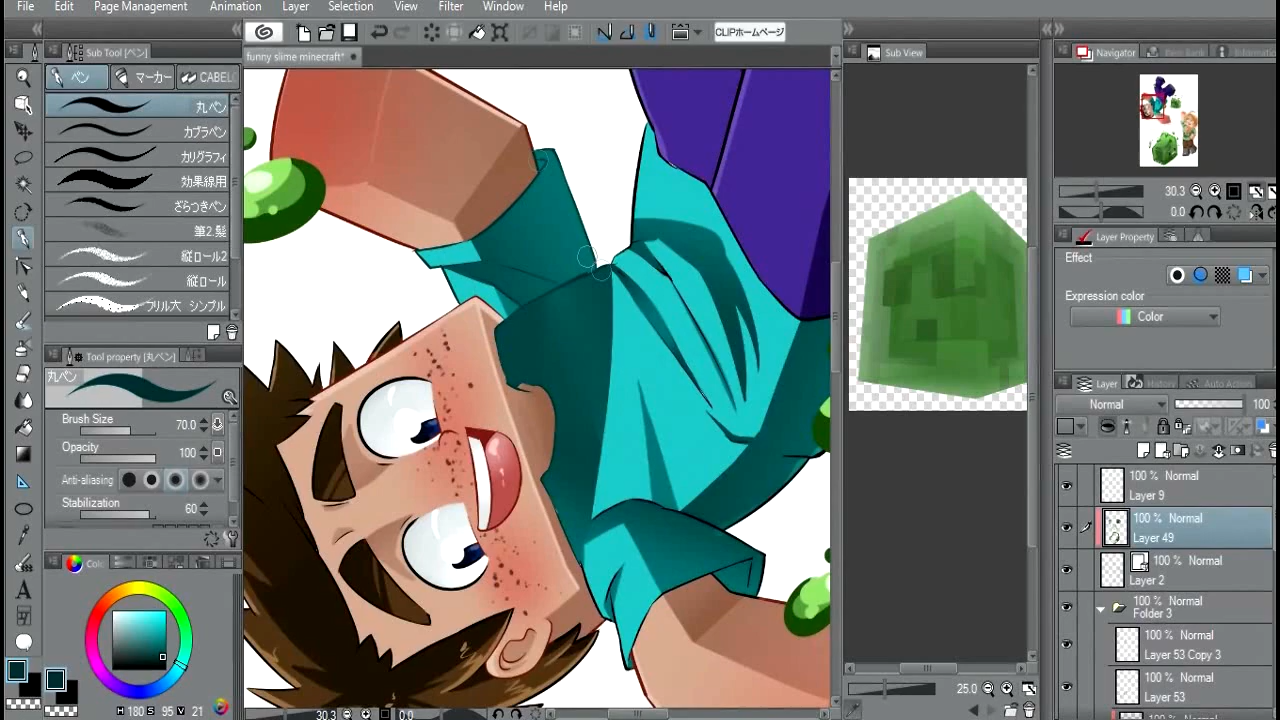 File Edit Page Management Animation Layer Selection View Filter Window Help
CLIPホームページ
Sub Tool [ペン]
funny slime minecraft*
Sub View
Navigator
ペン マーカー
丸ペン
カブラペン
カリグラフィ
効果線用
ざらつきペン
筆2.髪
縦ロール2
縦ロール
フリル大 シンプル
30.3
0.0
Layer Property
Effect
Expression color
Color
Tool property [丸ペン]
丸ペン
Brush Size 70.0
Opacity 100
Anti-aliasing
Stabilization 60
Layer History Auto Action
Normal 100
100 % Normal
Layer 9
100 % Normal
Layer 49
100 % Normal
Layer 2
100 % Normal
Folder 3
100 % Normal
Layer 53 Copy 3
100 % Normal
Layer 53
25.0
H 180 S 95 V 21
30.3 0.0